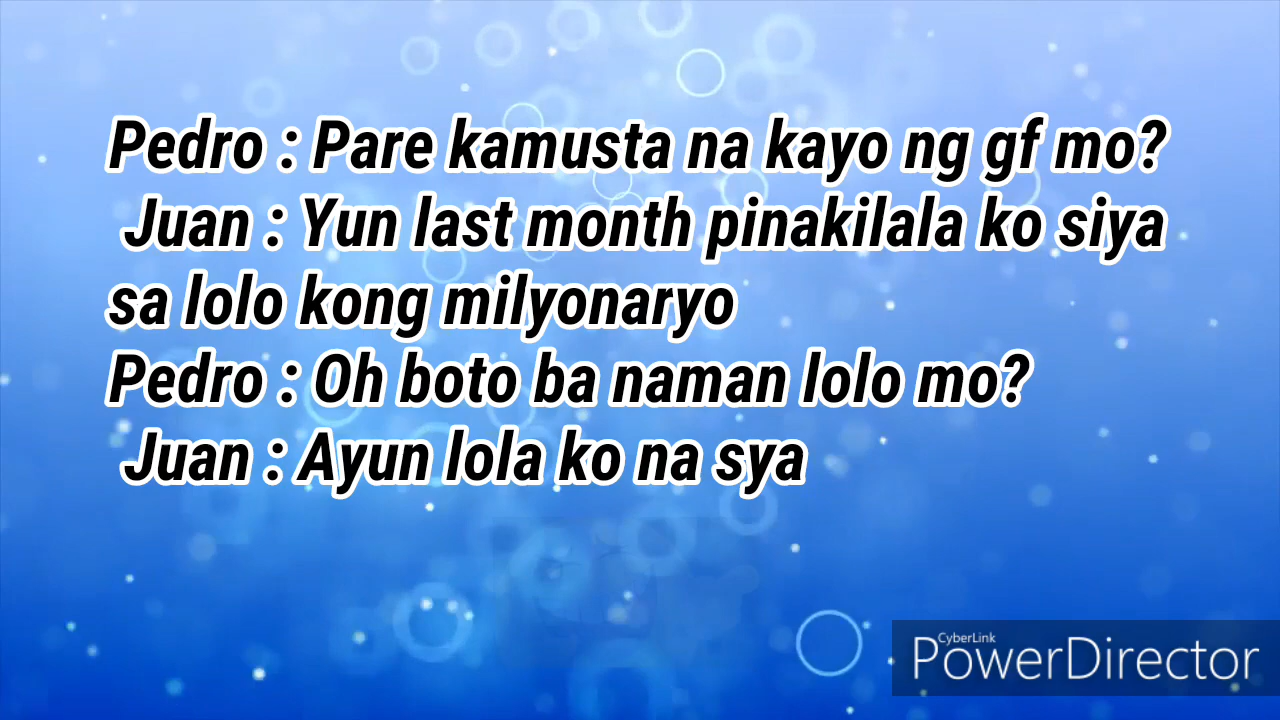 Pedro : Pare kamusta na kayo ng gf mo?
Juan : Yun last month pinakilala ko siya
sa lolo kong milyonaryo
Pedro : Oh boto ba naman lolo mo?
Juan : Ayun lola ko na sya
CyberLink
PowerDirector